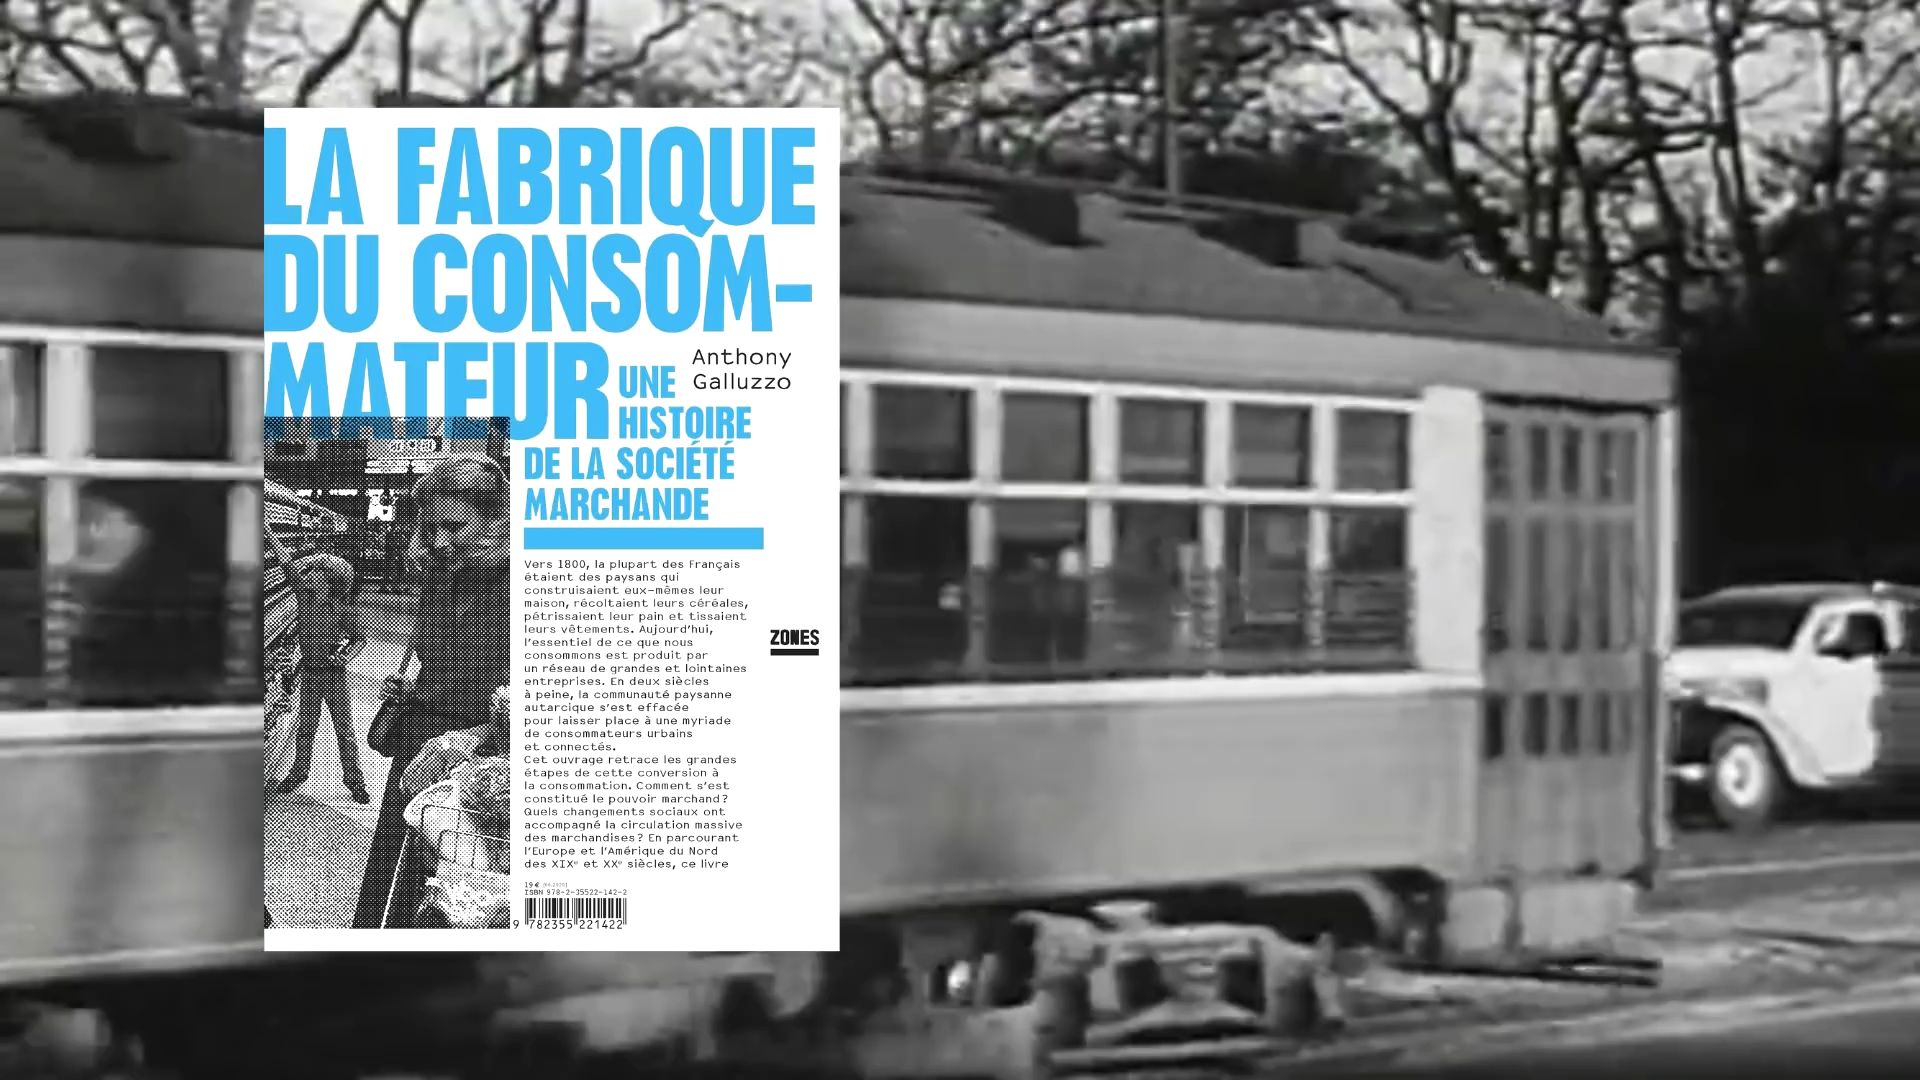 LA FABRIQUE
DU CONSOM-
MATEUR
UNE
HISTOIRE
DE LA SOCIÉTÉ
MARCHANDE
Anthony
Galluzzo
Vers 1800, la plupart des Français
étaient des paysans qui
construisaient eux-mêmes leur
maison, récoltaient leurs céréales,
pétrissaient leur pain et tissaient
leurs vêtements. Aujourd'hui,
l'essentiel de ce que nous
consommons est produit par
un réseau de grandes et lointaines
entreprises. En deux siècles
à peine, la communauté paysanne
autarcique s'est effacée
pour laisser place à une myriade
de consommateurs urbains
et connectés.
Cet ouvrage retrace les grandes
étapes de cette conversion à
la consommation. Comment s'est
constitué le pouvoir marchand ?
Quels changements sociaux ont
accompagné la circulation massive
des marchandises ? En parcourant
l'Europe et l'Amérique du Nord
des XIXe et XXe siècles, ce livre
ZONES
19 €
ISBN 978-2-35522-142-2
9 782355 221422